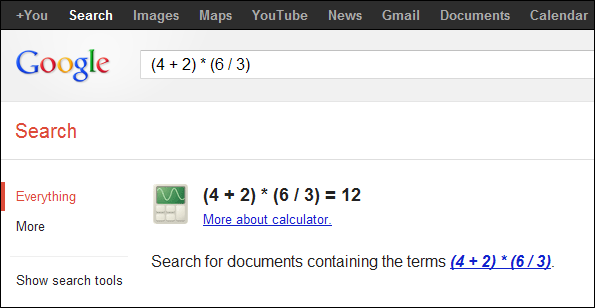 +You Search Images Maps YouTube News Gmail Documents Calendar
Google
(4 + 2) * (6 / 3)
Search
Everything
(4 + 2) * (6 / 3) = 12
More about calculator.
More
Search for documents containing the terms (4 + 2) * (6 / 3).
Show search tools